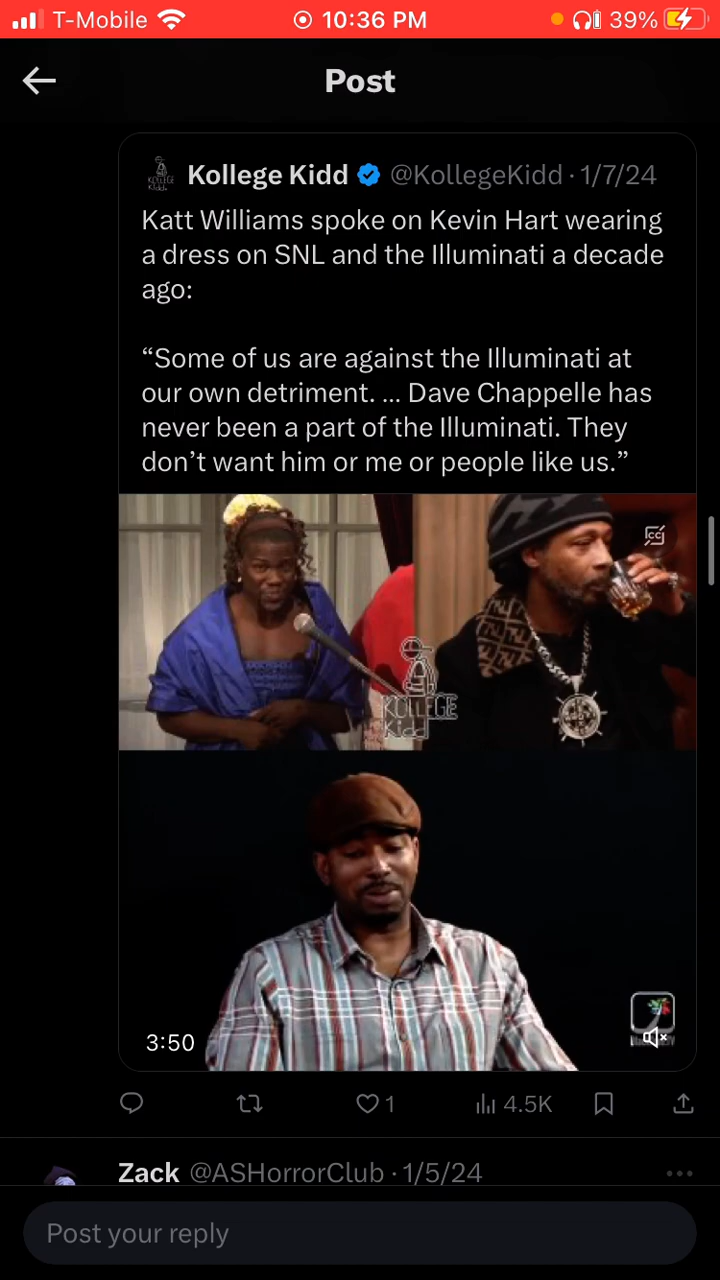 T-Mobile
10:36 PM
39%
Post
Kollege Kidd @KollegeKidd · 1/7/24
Katt Williams spoke on Kevin Hart wearing
a dress on SNL and the Illuminati a decade
ago:
“Some of us are against the Illuminati at
our own detriment. ... Dave Chappelle has
never been a part of the Illuminati. They
don’t want him or me or people like us.”
CC
KOLLEGE
Kidd
3:50
1
4.5K
Zack @ASHorrorClub · 1/5/24
Post your reply